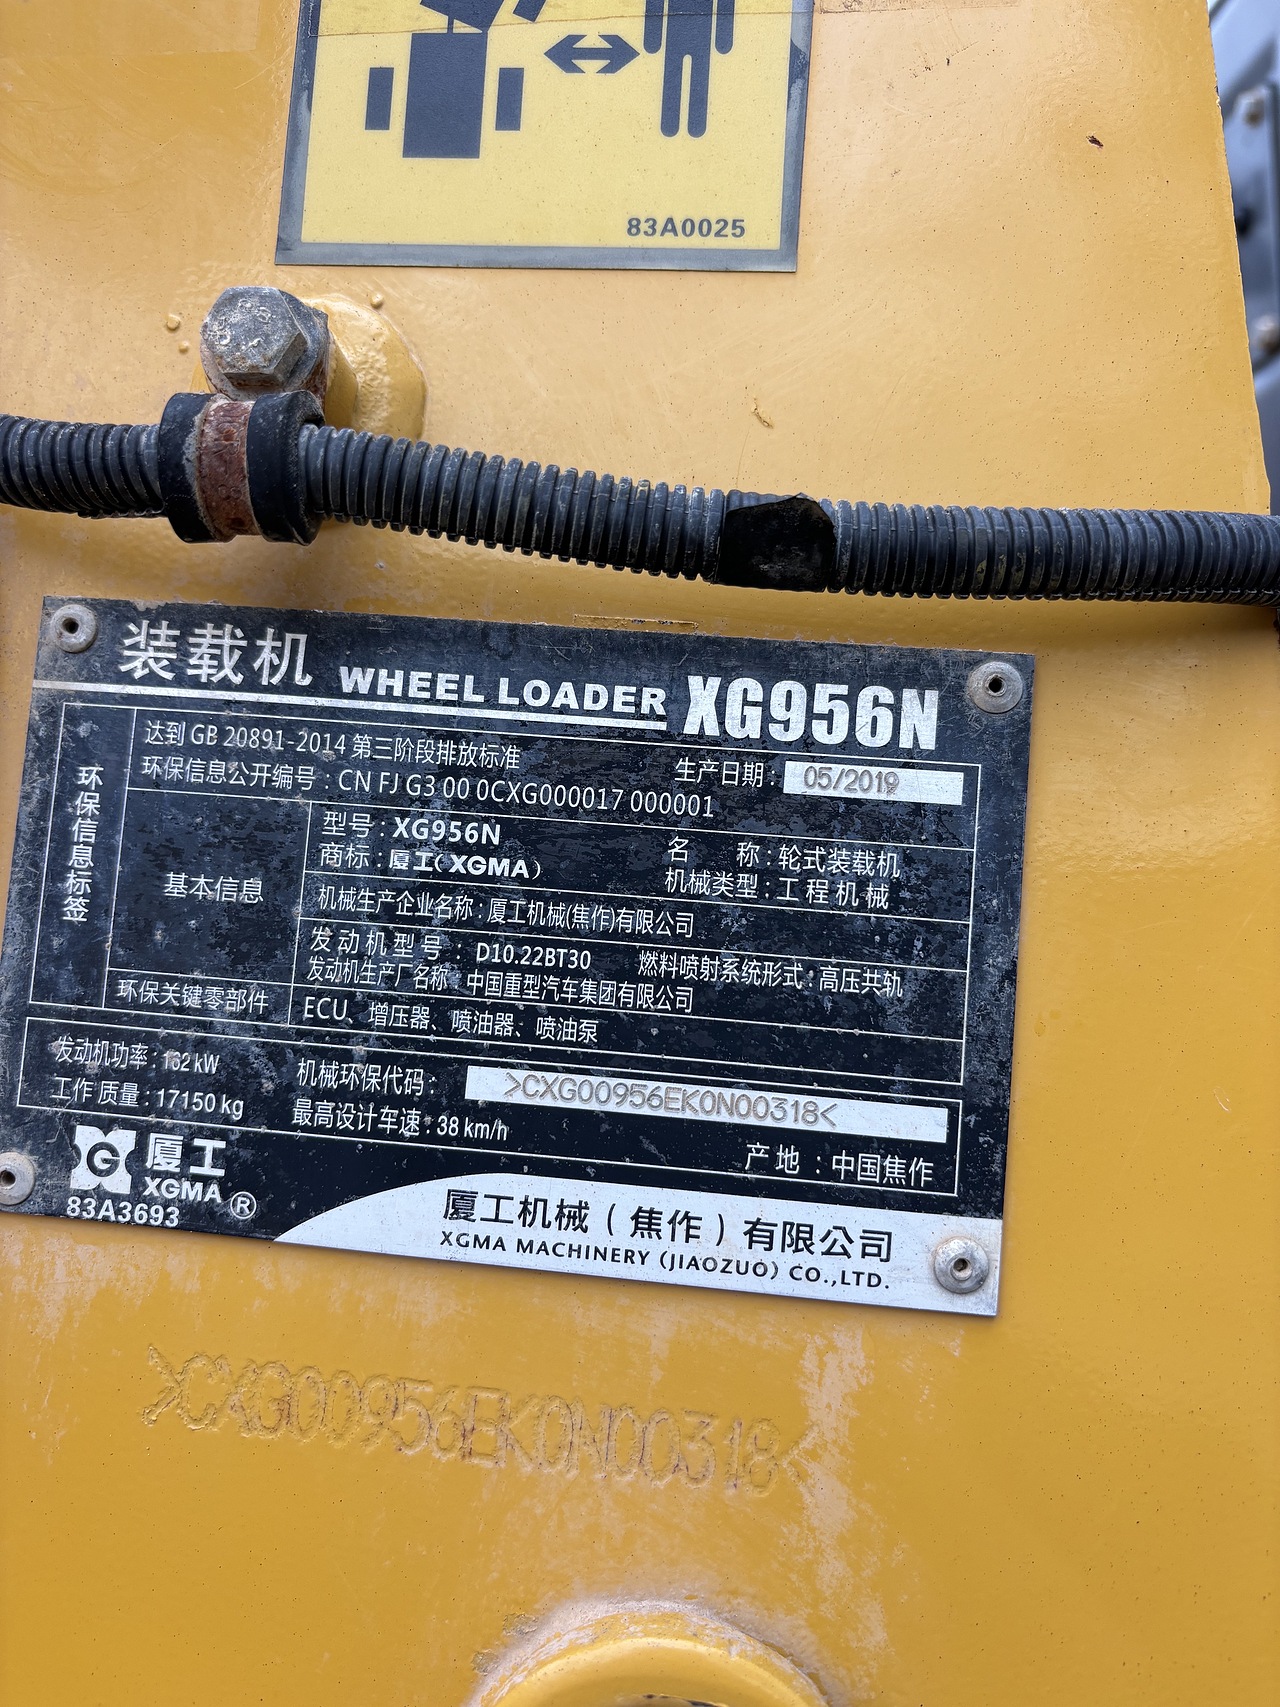 83A0025
装载机 WHEEL LOADER XG956N
环保信息标签
达到 GB 20891-2014 第三阶段排放标准
生产日期：05/2019
环保信息公开编号：CN FJ G3 00 0CXG000017 000001
基本信息
型号：XG956N
名 称：轮式装载机
商标：厦工（XGMA）
机械类型：工程机械
机械生产企业名称：厦工机械(焦作)有限公司
发动机型号：D10.22BT30 燃料喷射系统形式：高压共轨
发动机生产厂名称：中国重型汽车集团有限公司
环保关键零部件
ECU、增压器、喷油器、喷油泵
发动机功率：162 kW
机械环保代码：>CXG00956EK0N00318<
工作质量：17150 kg
最高设计车速：38 km/h
产地：中国焦作
厦工
XGMA®
83A3693
厦工机械（焦作）有限公司
XGMA MACHINERY (JIAOZUO) CO.,LTD.
>CXG00956EK0N00318<